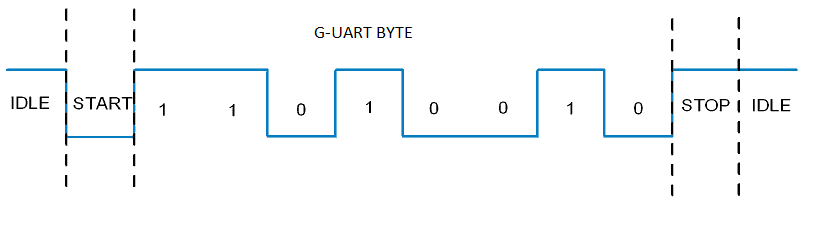 G-UART BYTE
IDLE START 1 1 0 1 0 0 1 0 STOP IDLE